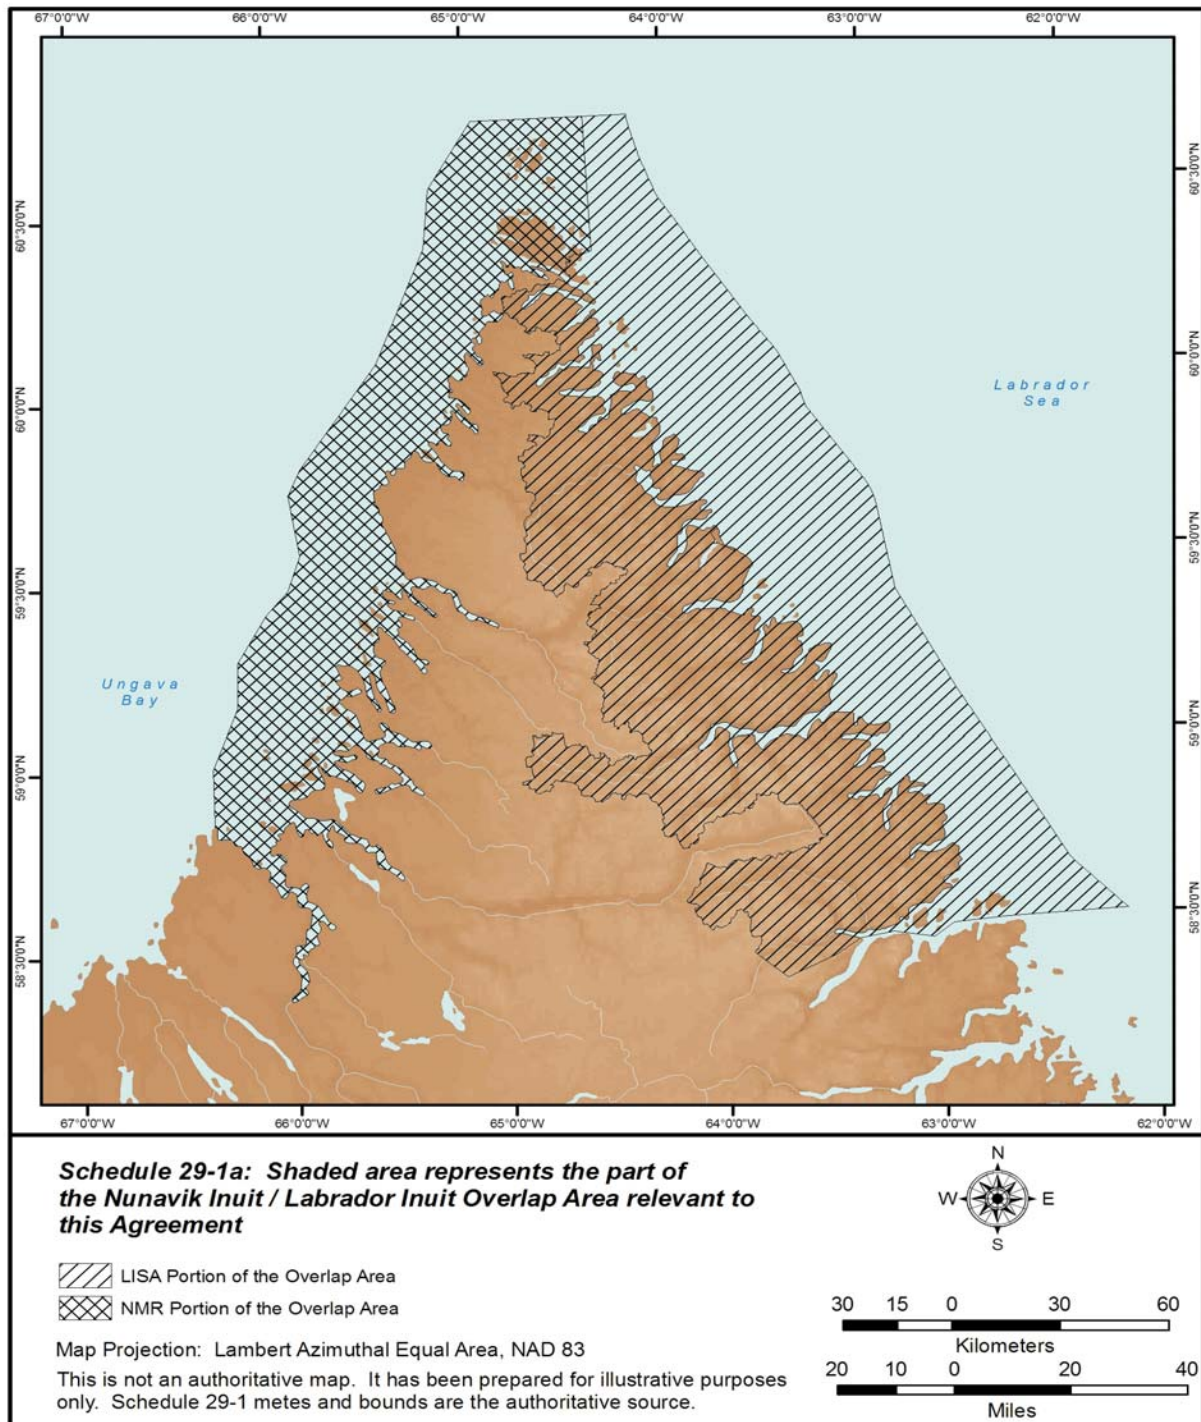 67°0'0"W 66°0'0"W 65°0'0"W 64°0'0"W 63°0'0"W 62°0'0"W
60°30'0"N
60°30'0"N
60°0'0"N
Labrador
Sea
60°0'0"N
59°30'0"N
59°30'0"N
Ungava
Bay
59°0'0"N
59°0'0"N
58°30'0"N
58°30'0"N
67°0'0"W 66°0'0"W 65°0'0"W 64°0'0"W 63°0'0"W 62°0'0"W
Schedule 29-1a: Shaded area represents the part of
the Nunavik Inuit / Labrador Inuit Overlap Area relevant to
this Agreement
N
W E
S
LISA Portion of the Overlap Area
NMR Portion of the Overlap Area
30 15 0 30 60
Kilometers
Map Projection: Lambert Azimuthal Equal Area, NAD 83
20 10 0 20 40
Miles
This is not an authoritative map. It has been prepared for illustrative purposes
only. Schedule 29-1 metes and bounds are the authoritative source.